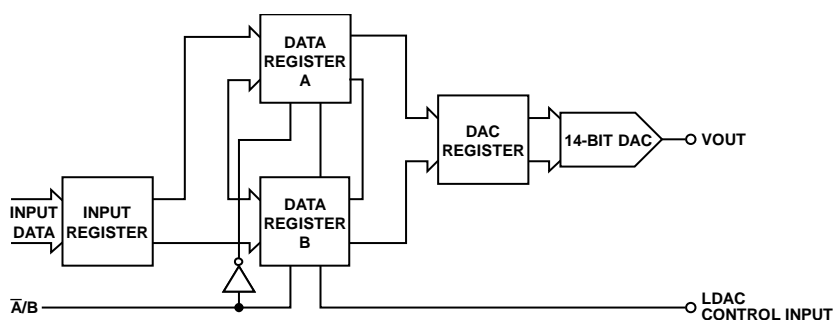 DATA
REGISTER
A
DAC
REGISTER
14-BIT DAC
VOUT
INPUT
DATA
INPUT
REGISTER
DATA
REGISTER
B
A̅/B
LDAC
CONTROL INPUT